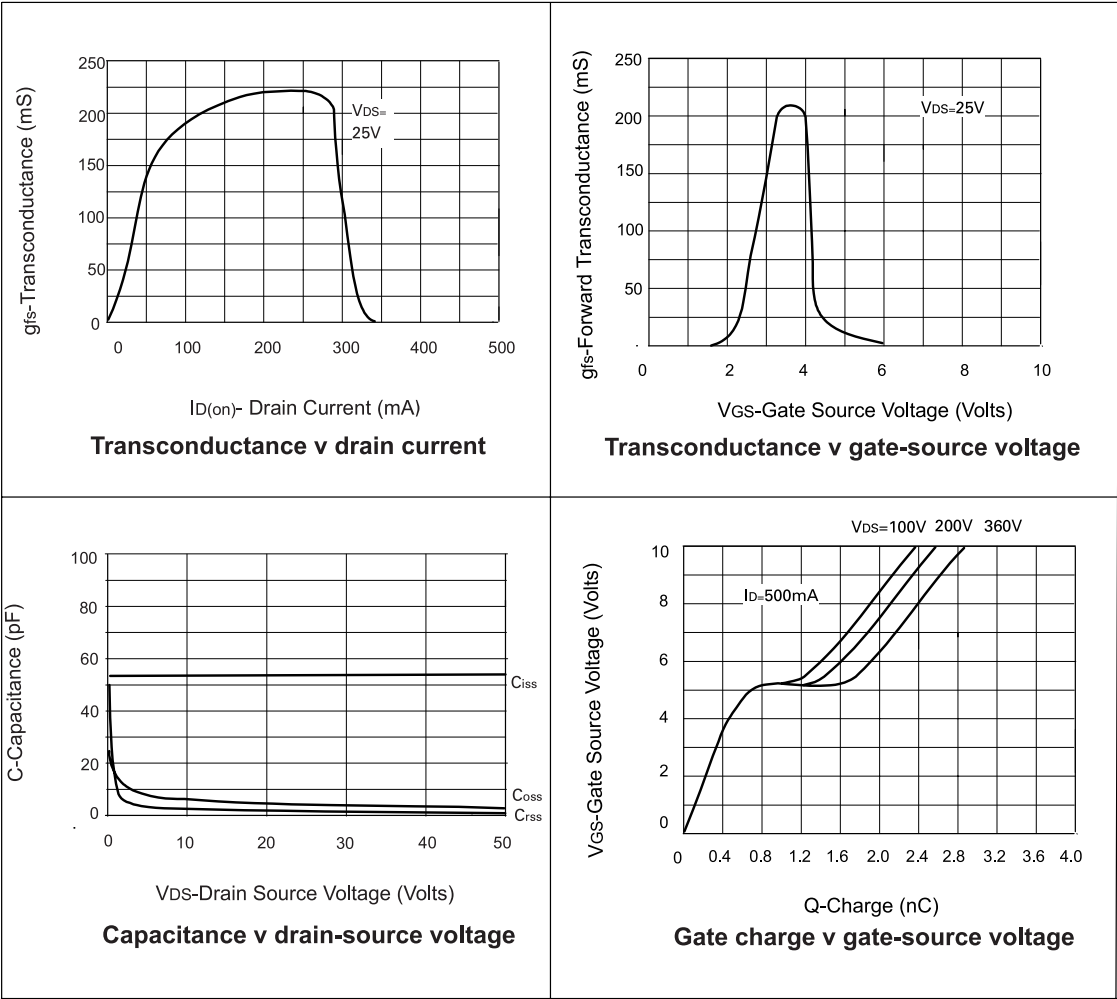 gfs-Transconductance (mS)
250
200
150
100
50
0
VDS=
25V
0 100 200 300 400 500
ID(on)- Drain Current (mA)
Transconductance v drain current
gfs-Forward Transconductance (mS)
250
200
150
100
50
VDS=25V
0 2 4 6 8 10
VGS-Gate Source Voltage (Volts)
Transconductance v gate-source voltage
C-Capacitance (pF)
100
80
60
40
20
0
Ciss
Coss
Crss
0 10 20 30 40 50
VDS-Drain Source Voltage (Volts)
Capacitance v drain-source voltage
VDS=100V 200V 360V
VGS-Gate Source Voltage (Volts)
10
8
6
4
2
0
ID=500mA
0 0.4 0.8 1.2 1.6 2.0 2.4 2.8 3.2 3.6 4.0
Q-Charge (nC)
Gate charge v gate-source voltage